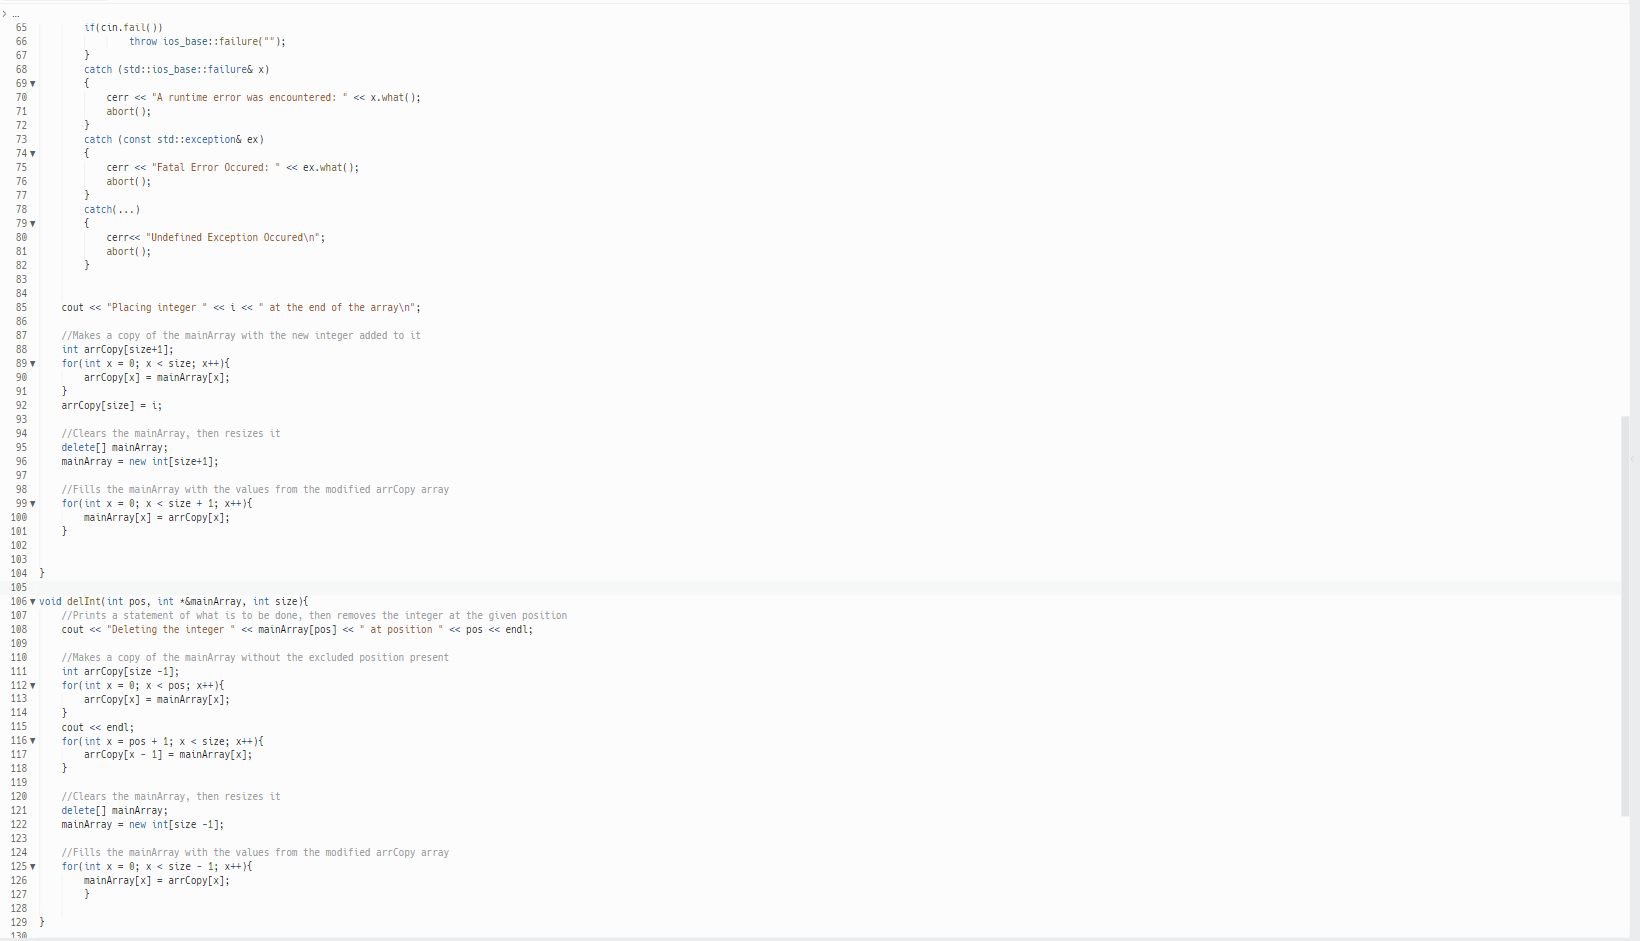 > ...
65 if(cin.fail())
66 throw ios_base::failure("");
67 }
68 catch (std::ios_base::failure& x)
69 {
70 cerr << "A runtime error was encountered: " << x.what();
71 abort();
72 }
73 catch (const std::exception& ex)
74 {
75 cerr << "Fatal Error Occured: " << ex.what();
76 abort();
77 }
78 catch(...)
79 {
80 cerr<< "Undefined Exception Occured\n";
81 abort();
82 }
83
84
85 cout << "Placing integer " << i << " at the end of the array\n";
86
87 //Makes a copy of the mainArray with the new integer added to it
88 int arrCopy[size+1];
89 for(int x = 0; x < size; x++){
90 arrCopy[x] = mainArray[x];
91 }
92 arrCopy[size] = i;
93
94 //Clears the mainArray, then resizes it
95 delete[] mainArray;
96 mainArray = new int[size+1];
97
98 //Fills the mainArray with the values from the modified arrCopy array
99 for(int x = 0; x < size + 1; x++){
100 mainArray[x] = arrCopy[x];
101 }
102
103
104 }
105
106 void delInt(int pos, int *&mainArray, int size){
107 //Prints a statement of what is to be done, then removes the integer at the given position
108 cout << "Deleting the integer " << mainArray[pos] << " at position " << pos << endl;
109
110 //Makes a copy of the mainArray without the excluded position present
111 int arrCopy[size -1];
112 for(int x = 0; x < pos; x++){
113 arrCopy[x] = mainArray[x];
114 }
115 cout << endl;
116 for(int x = pos + 1; x < size; x++){
117 arrCopy[x - 1] = mainArray[x];
118 }
119
120 //Clears the mainArray, then resizes it
121 delete[] mainArray;
122 mainArray = new int[size -1];
123
124 //Fills the mainArray with the values from the modified arrCopy array
125 for(int x = 0; x < size - 1; x++){
126 mainArray[x] = arrCopy[x];
127 }
128
129 }
130